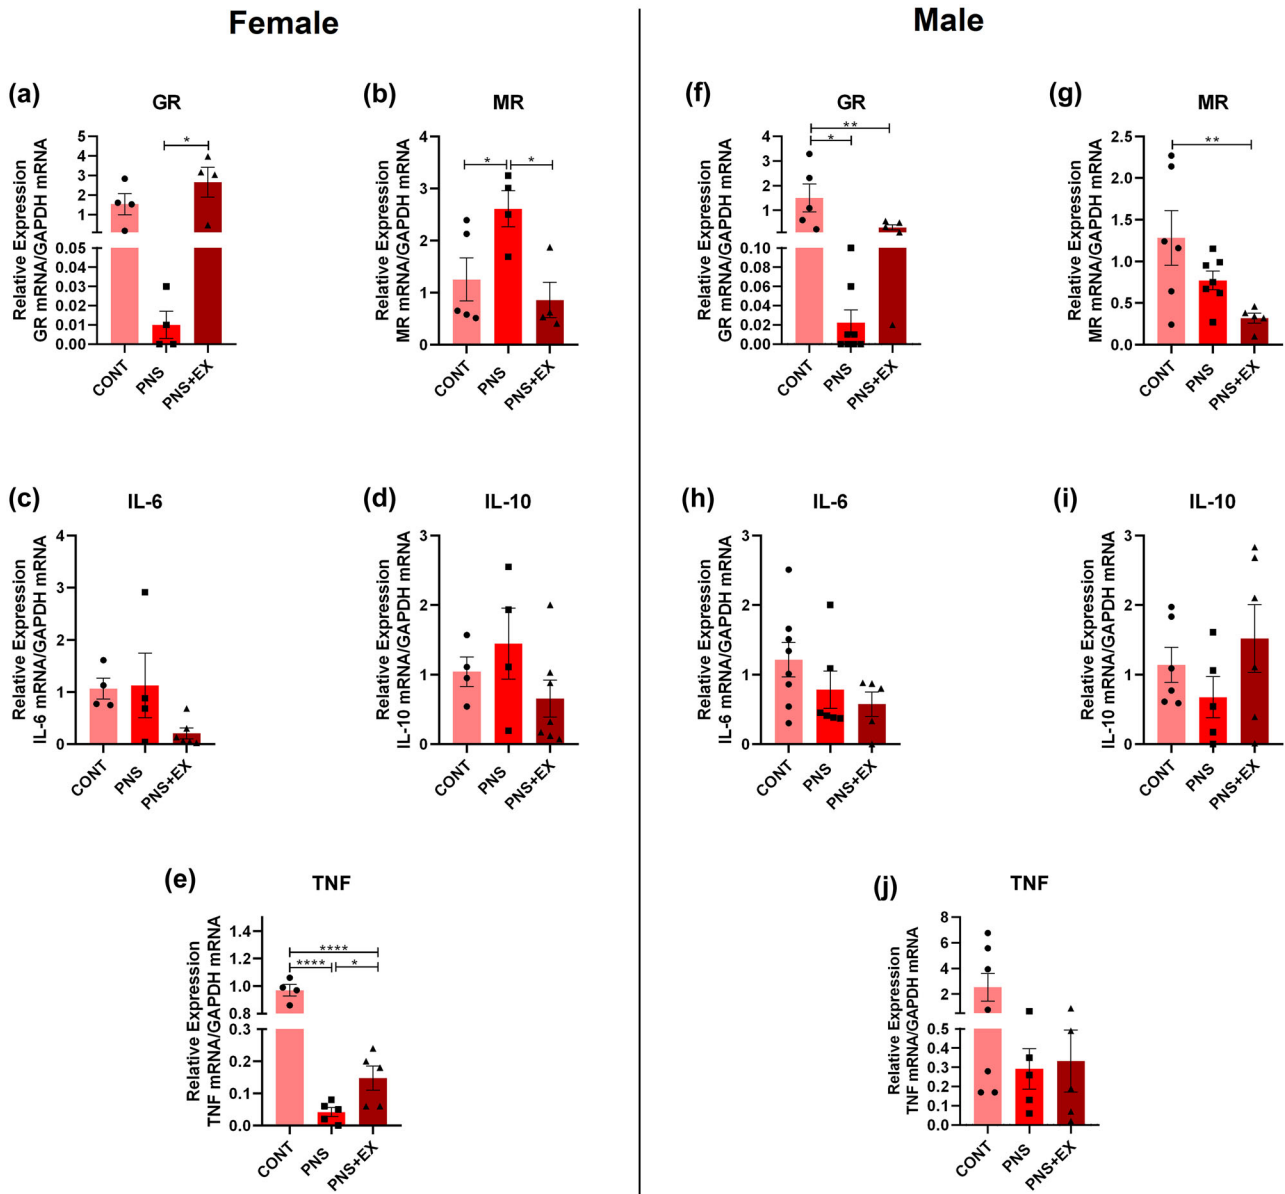 Female
Male
(a)
GR
Relative Expression
GR mRNA/GAPDH mRNA
5
4
3
2
1
0.05
0.04
0.03
0.02
0.01
0.00
*
CONT
PNS
PNS+EX
(b)
MR
Relative Expression
MR mRNA/GAPDH mRNA
4
3
2
1
0
*
*
CONT
PNS
PNS+EX
(f)
GR
Relative Expression
GR mRNA/GAPDH mRNA
4
3
2
1
0.10
0.08
0.06
0.04
0.02
0.00
**
*
CONT
PNS
PNS+EX
(g)
MR
Relative Expression
MR mRNA/GAPDH mRNA
2.5
2.0
1.5
1.0
0.5
0.0
**
CONT
PNS
PNS+EX
(c)
IL-6
Relative Expression
IL-6 mRNA/GAPDH mRNA
4
3
2
1
0
CONT
PNS
PNS+EX
(d)
IL-10
Relative Expression
IL-10 mRNA/GAPDH mRNA
3
2
1
0
CONT
PNS
PNS+EX
(h)
IL-6
Relative Expression
IL-6 mRNA/GAPDH mRNA
3
2
1
0
CONT
PNS
PNS+EX
(i)
IL-10
Relative Expression
IL-10 mRNA/GAPDH mRNA
3
2
1
0
CONT
PNS
PNS+EX
(e)
TNF
Relative Expression
TNF mRNA/GAPDH mRNA
1.4
1.2
1.0
0.8
0.3
0.2
0.1
0.0
****
****
*
CONT
PNS
PNS+EX
(j)
TNF
Relative Expression
TNF mRNA/GAPDH mRNA
8
6
4
2
0.5
0.4
0.3
0.2
0.1
0.0
CONT
PNS
PNS+EX